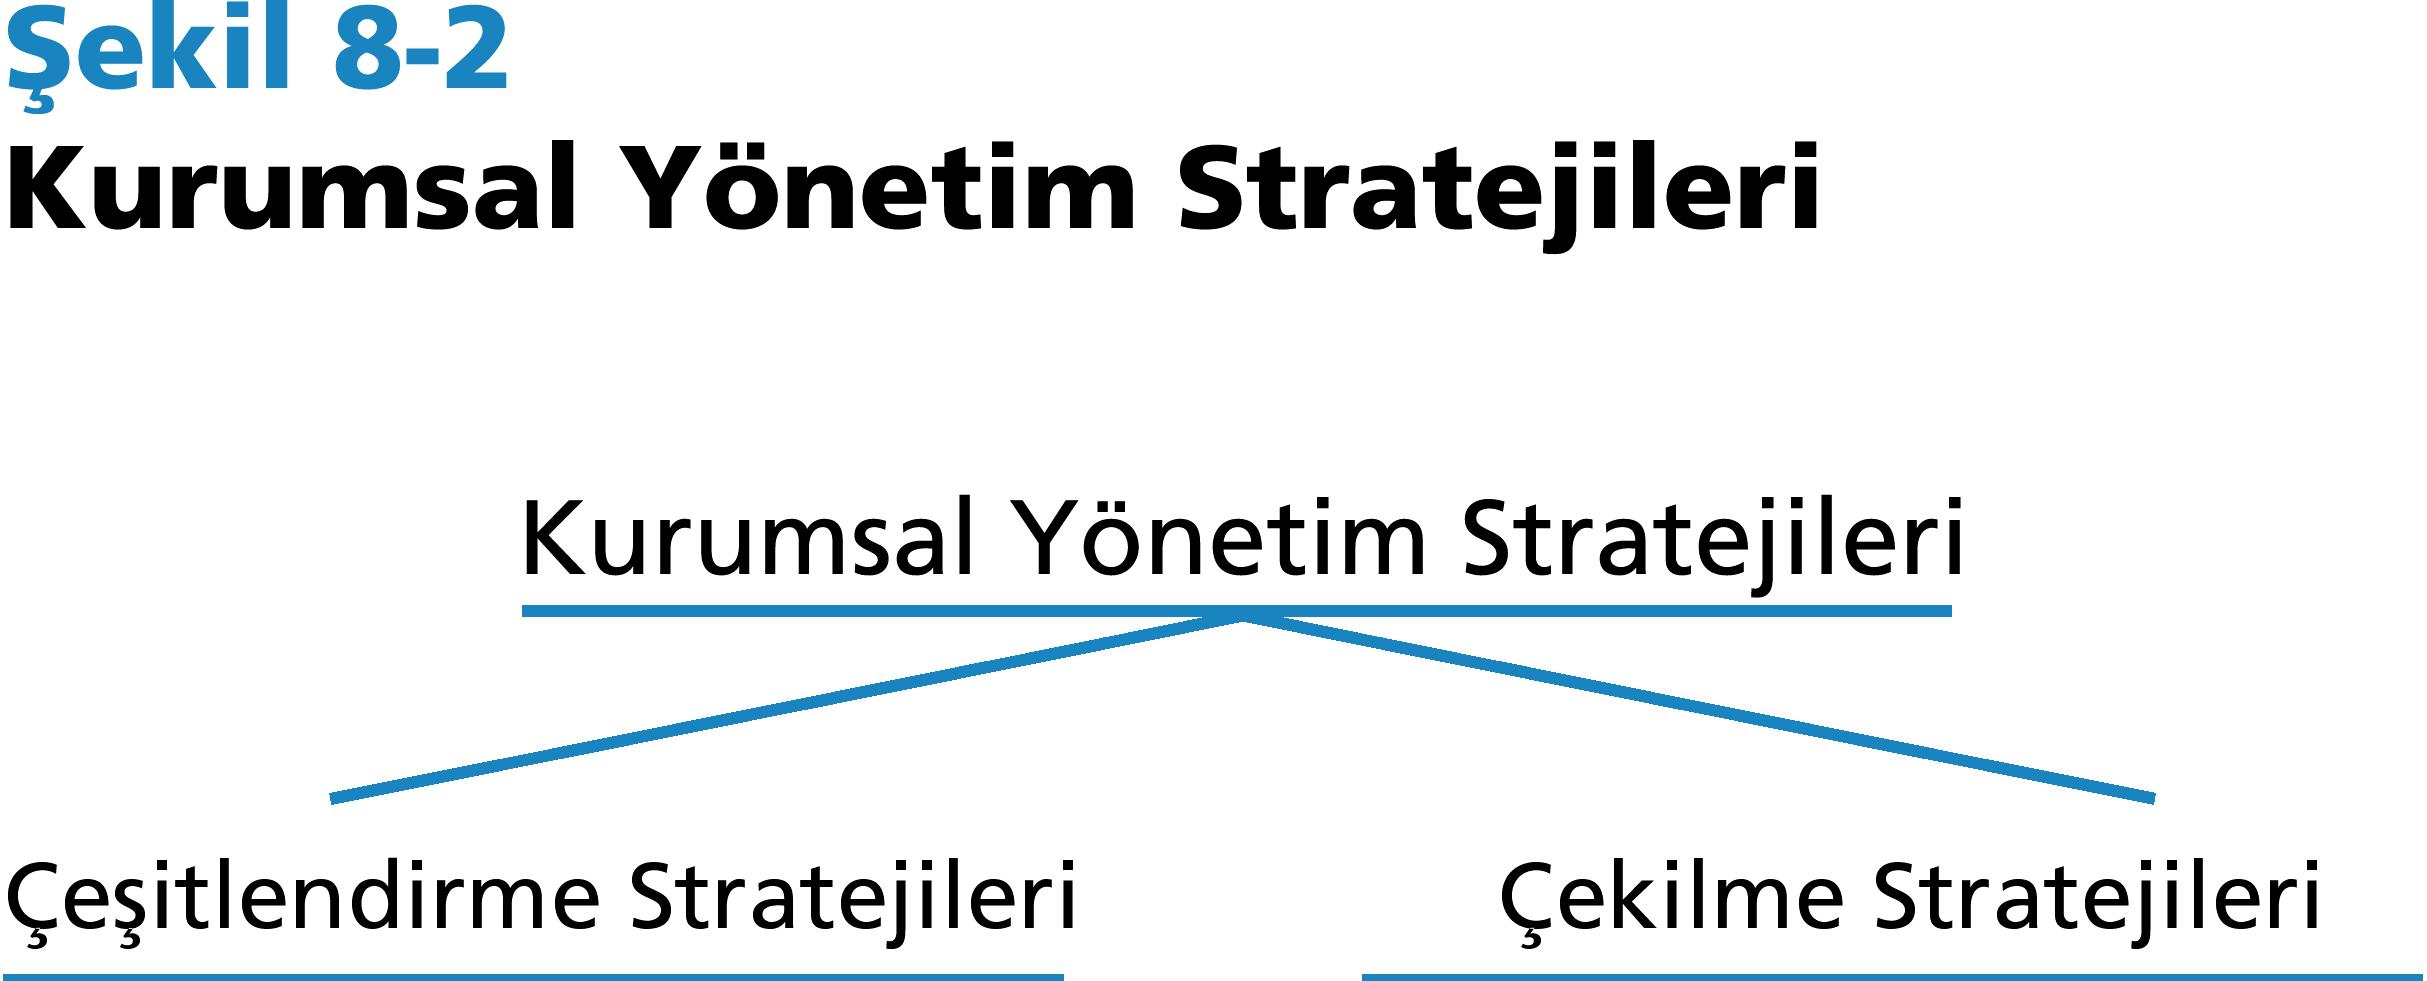 Şekil 8-2
Kurumsal Yönetim Stratejileri
Kurumsal Yönetim Stratejileri
Çeşitlendirme Stratejileri
Çekilme Stratejileri